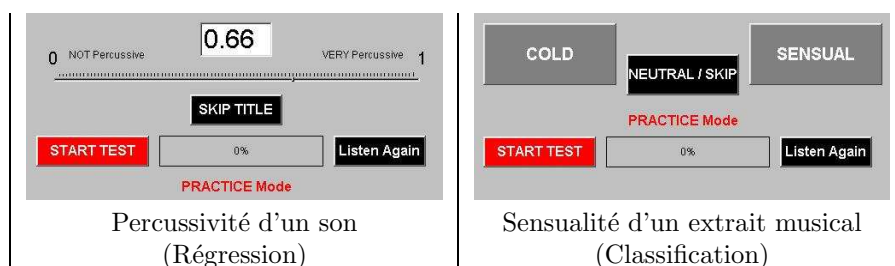 0.66
0 NOT Percussive VERY Percussive 1
SKIP TITLE
START TEST 0% Listen Again
PRACTICE Mode
Percussivité d'un son
(Régression)
COLD SENSUAL
NEUTRAL / SKIP
PRACTICE Mode
START TEST 0% Listen Again
Sensualité d'un extrait musical
(Classification)